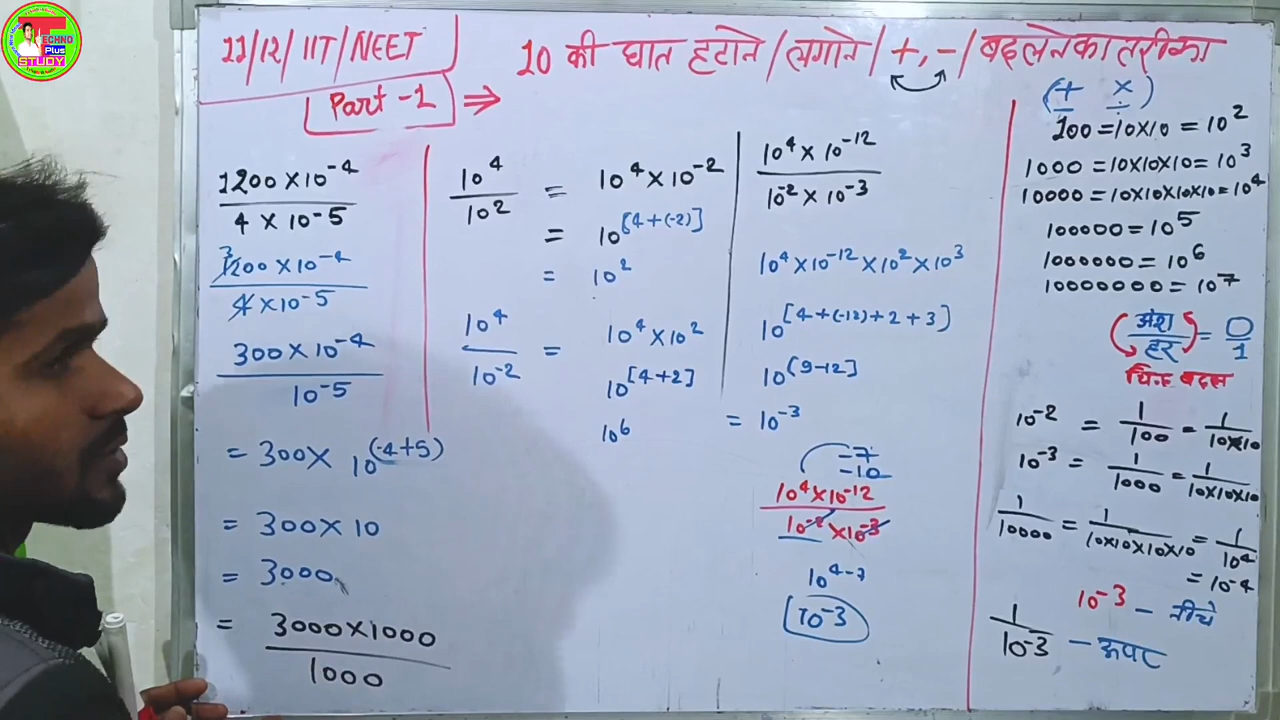 TECHNO
Plus
STUDY
11/12/IIT/NEET
10 की घात हटाने/लगाने/+,-/बदलने का तरीका
Part-1 ⇒
1200×10⁻⁴ / 4×10⁻⁵
1200×10⁻⁴ / 4×10⁻⁵
3
300×10⁻⁴ / 10⁻⁵
= 300× 10^(-4+5)
= 300×10
= 3000
= 3000×1000 / 1000
10⁴/10² = 10⁴×10⁻²
= 10^[4+(-2)]
= 10²
10⁴/10⁻² = 10⁴×10²
10^[4+2]
10⁶
10⁴×10⁻¹² / 10⁻²×10⁻³
10⁴×10⁻¹²×10²×10³
10^[4+(-12)+2+3]
10^(9-12]
= 10⁻³
-7
-10
10⁴×10⁻¹² / 10⁻²×10⁻³
10^4-7
10⁻³
(+ ×)
- ÷
100=10×10=10²
1000=10×10×10=10³
10000=10×10×10×10=10⁴
100000=10⁵
1000000=10⁶
10000000=10⁷
(अंश/हर) = 0/1
चिन्ह बदल
10⁻² = 1/100 = 1/10×10
10⁻³ = 1/1000 = 1/10×10×10
1/10000 = 1/10×10×10×10 = 1/10⁴
= 10⁻⁴
10⁻³ - नीचे
1/10⁻³ - ऊपर